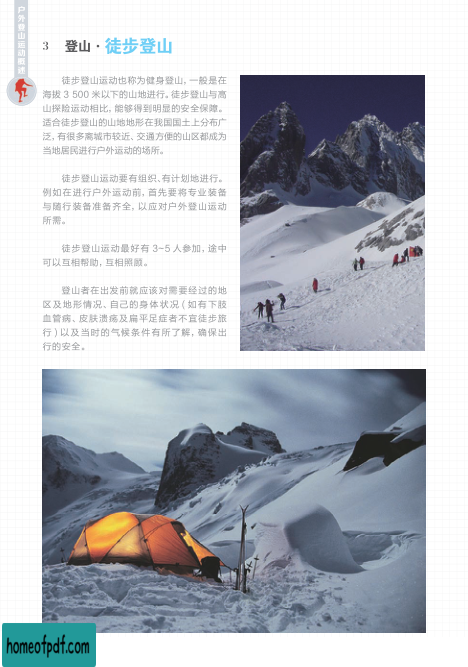 户外登山运动概述
3 登山·徒步登山
徒步登山运动也称为健身登山，一般是在
海拔 3 500 米以下的山地进行。徒步登山与高
山探险运动相比，能够得到明显的安全保障。
适合徒步登山的山地地形在我国国土上分布广
泛，有很多离城市较近、交通方便的山区都成为
当地居民进行户外运动的场所。
徒步登山运动要有组织、有计划地进行。
例如在进行户外运动前，首先要将专业装备
与随行装备准备齐全，以应对户外登山运动
所需。
徒步登山运动最好有 3~5 人参加，途中
可以互相帮助，互相照顾。
登山者在出发前就应该对需要经过的地
区及地形情况、自己的身体状况（如有下肢
血管病、皮肤溃疡及扁平足症者不宜徒步旅
行）以及当时的气候条件有所了解，确保出
行的安全。
homeofpdf.com